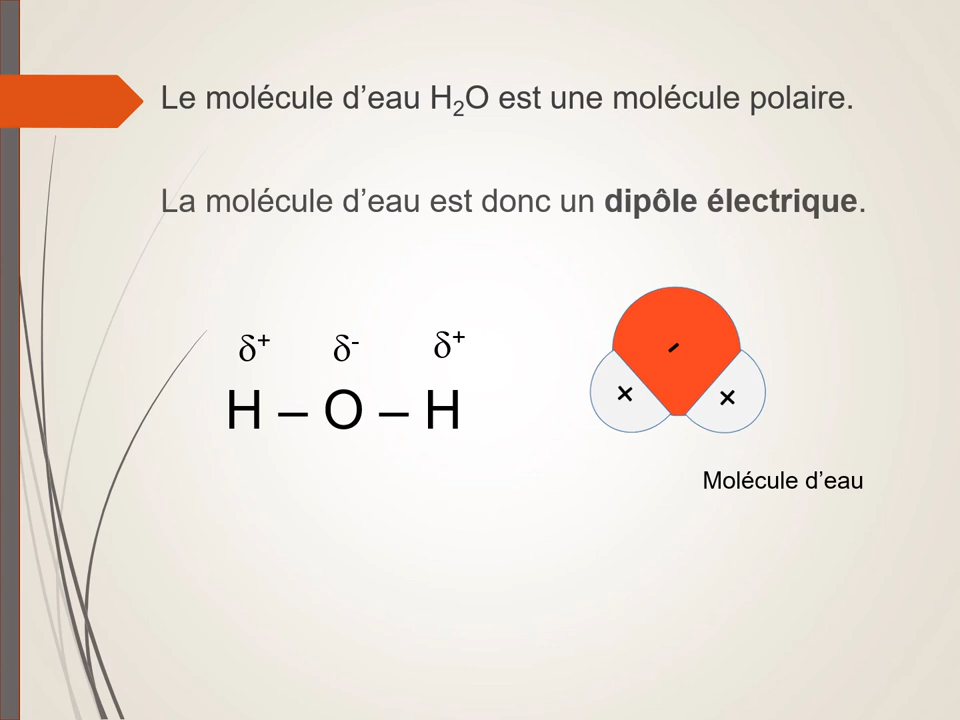 Le molécule d’eau H₂O est une molécule polaire.
La molécule d’eau est donc un dipôle électrique.
δ⁺ δ⁻ δ⁺
H – O – H
-
+ +
Molécule d’eau